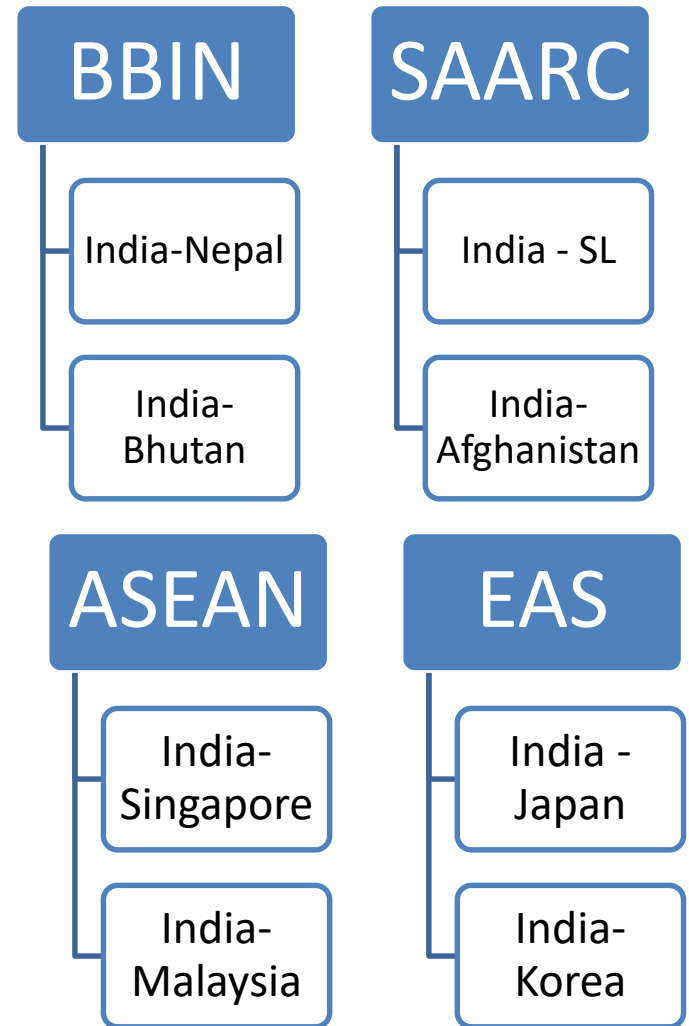 BBIN
India-Nepal
India-
Bhutan
SAARC
India - SL
India-
Afghanistan
ASEAN
India-
Singapore
India-
Malaysia
EAS
India -
Japan
India-
Korea